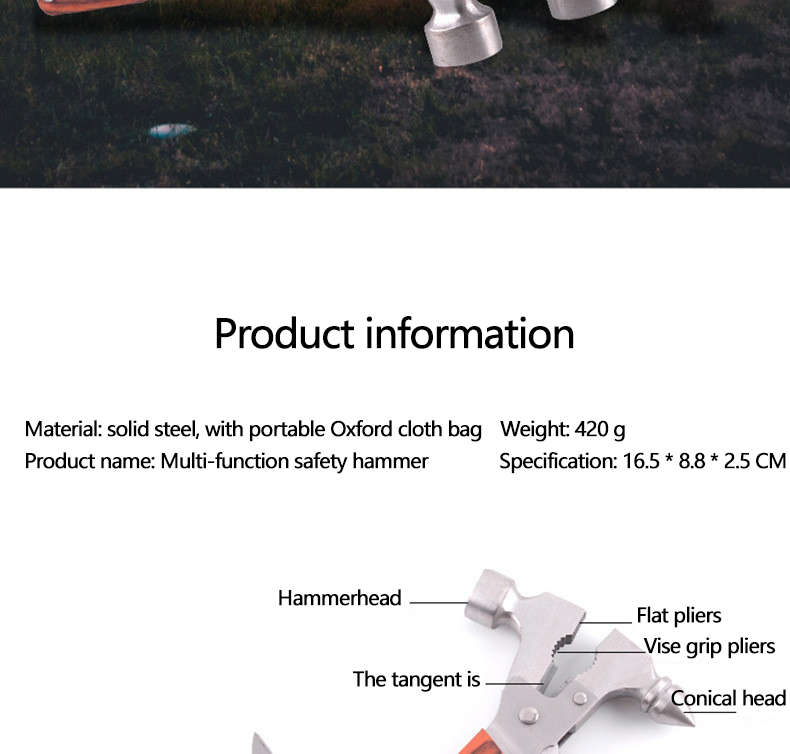 Product information
Material: solid steel, with portable Oxford cloth bag Weight: 420 g
Product name: Multi-function safety hammer Specification: 16.5 * 8.8 * 2.5 CM
Hammerhead
Flat pliers
Vise grip pliers
The tangent is
Conical head